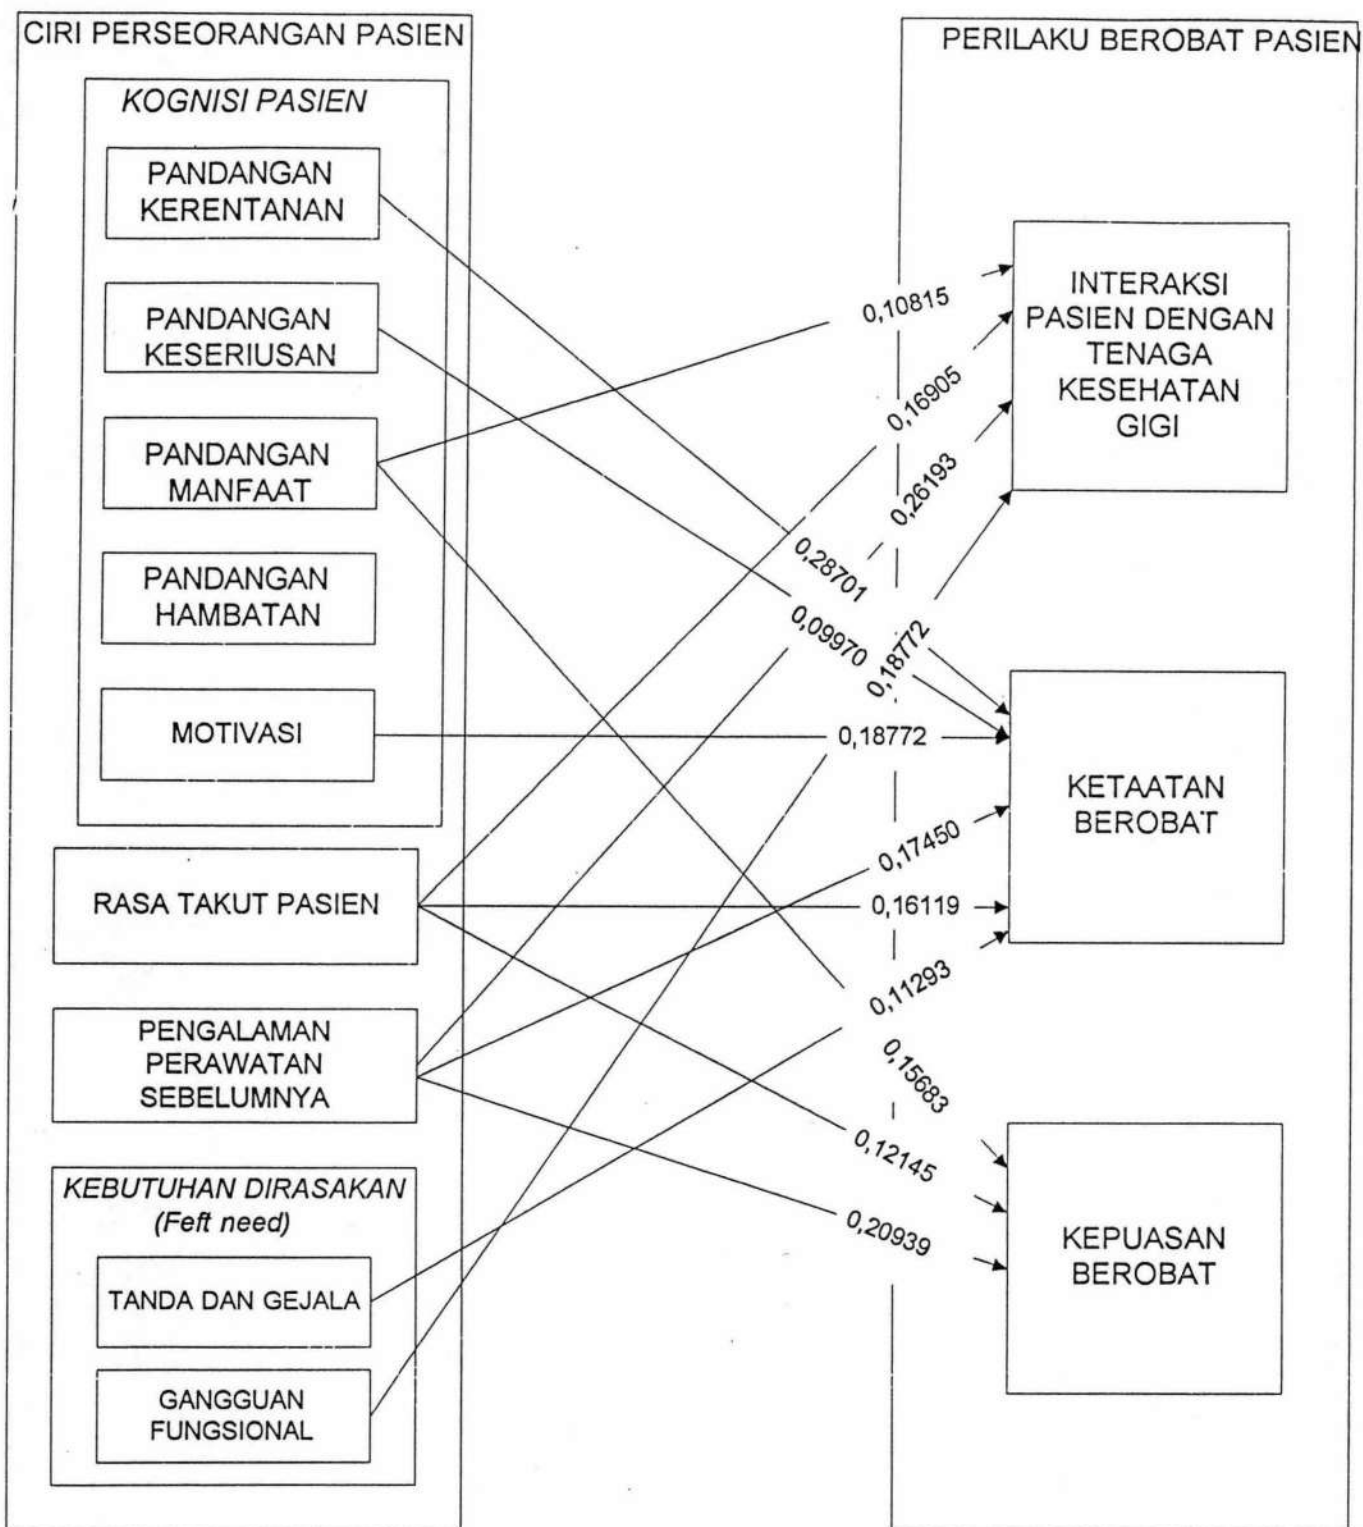 CIRI PERSEORANGAN PASIEN
KOGNISI PASIEN
PANDANGAN
KERENTANAN
PANDANGAN
KESERIUSAN
PANDANGAN
MANFAAT
PANDANGAN
HAMBATAN
MOTIVASI
RASA TAKUT PASIEN
PENGALAMAN
PERAWATAN
SEBELUMNYA
KEBUTUHAN DIRASAKAN
(Feft need)
TANDA DAN GEJALA
GANGGUAN
FUNGSIONAL
0,10815
0,16905
0,26193
0,28701
0,09970
0,18772
0,18772
0,17450
0,16119
0,11293
0,15683
0,12145
0,20939
PERILAKU BEROBAT PASIEN
INTERAKSI
PASIEN DENGAN
TENAGA
KESEHATAN
GIGI
KETAATAN
BEROBAT
KEPUASAN
BEROBAT